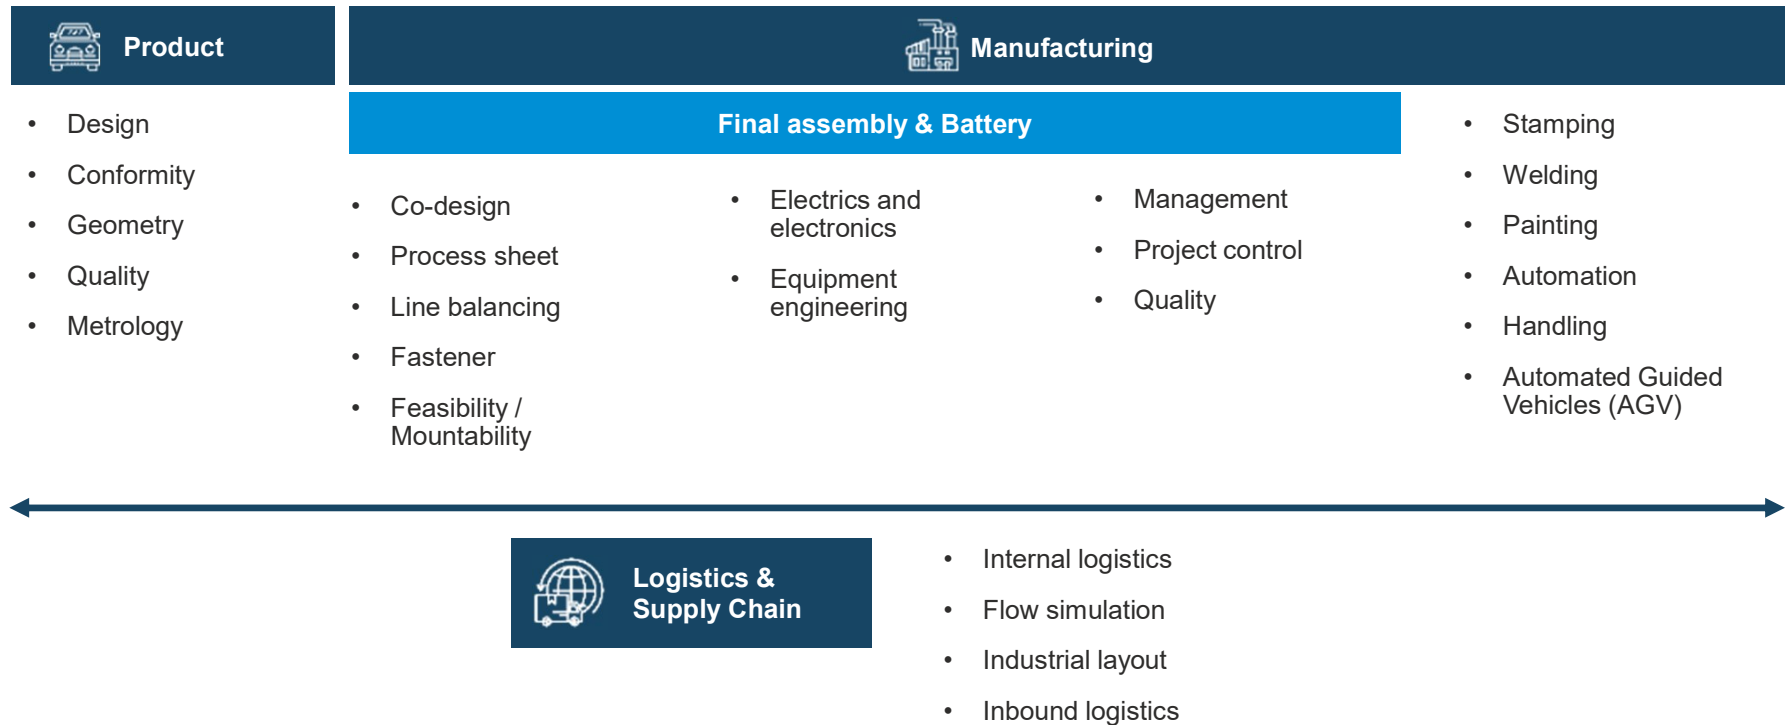 Product
• Design
• Conformity
• Geometry
• Quality
• Metrology
Manufacturing
Final assembly & Battery
• Co-design
• Process sheet
• Line balancing
• Fastener
• Feasibility /
Mountability
• Electrics and
electronics
• Equipment
engineering
• Management
• Project control
• Quality
• Stamping
• Welding
• Painting
• Automation
• Handling
• Automated Guided
Vehicles (AGV)
Logistics &
Supply Chain
• Internal logistics
• Flow simulation
• Industrial layout
• Inbound logistics